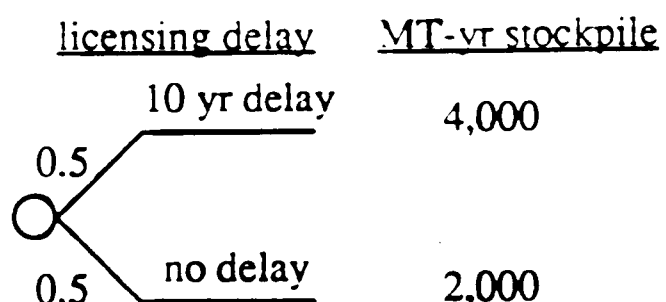 licensing delay MT-yr stockpile
10 yr delay 4,000
0.5
no delay 2,000
0.5